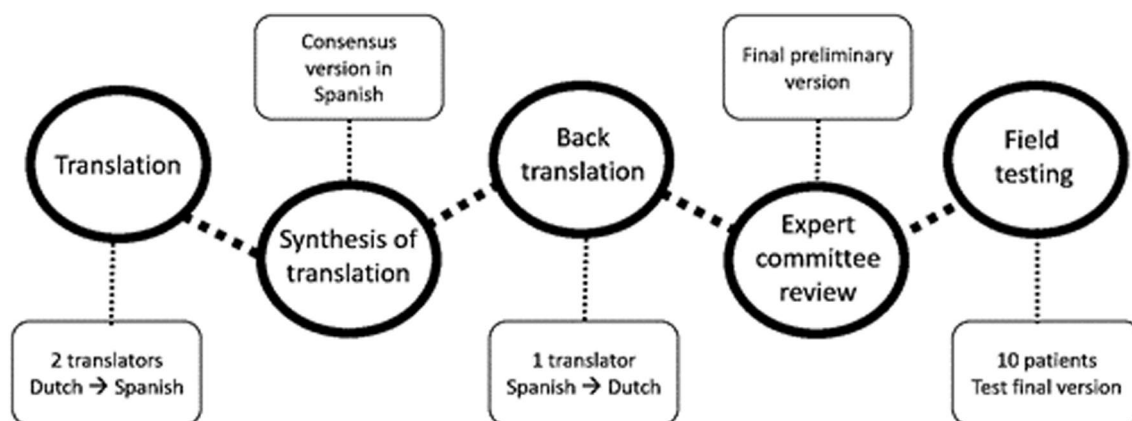 Translation
2 translators
Dutch → Spanish
Consensus
version in
Spanish
Synthesis of
translation
Back
translation
1 translator
Spanish → Dutch
Final preliminary
version
Expert
committee
review
Field
testing
10 patients
Test final version